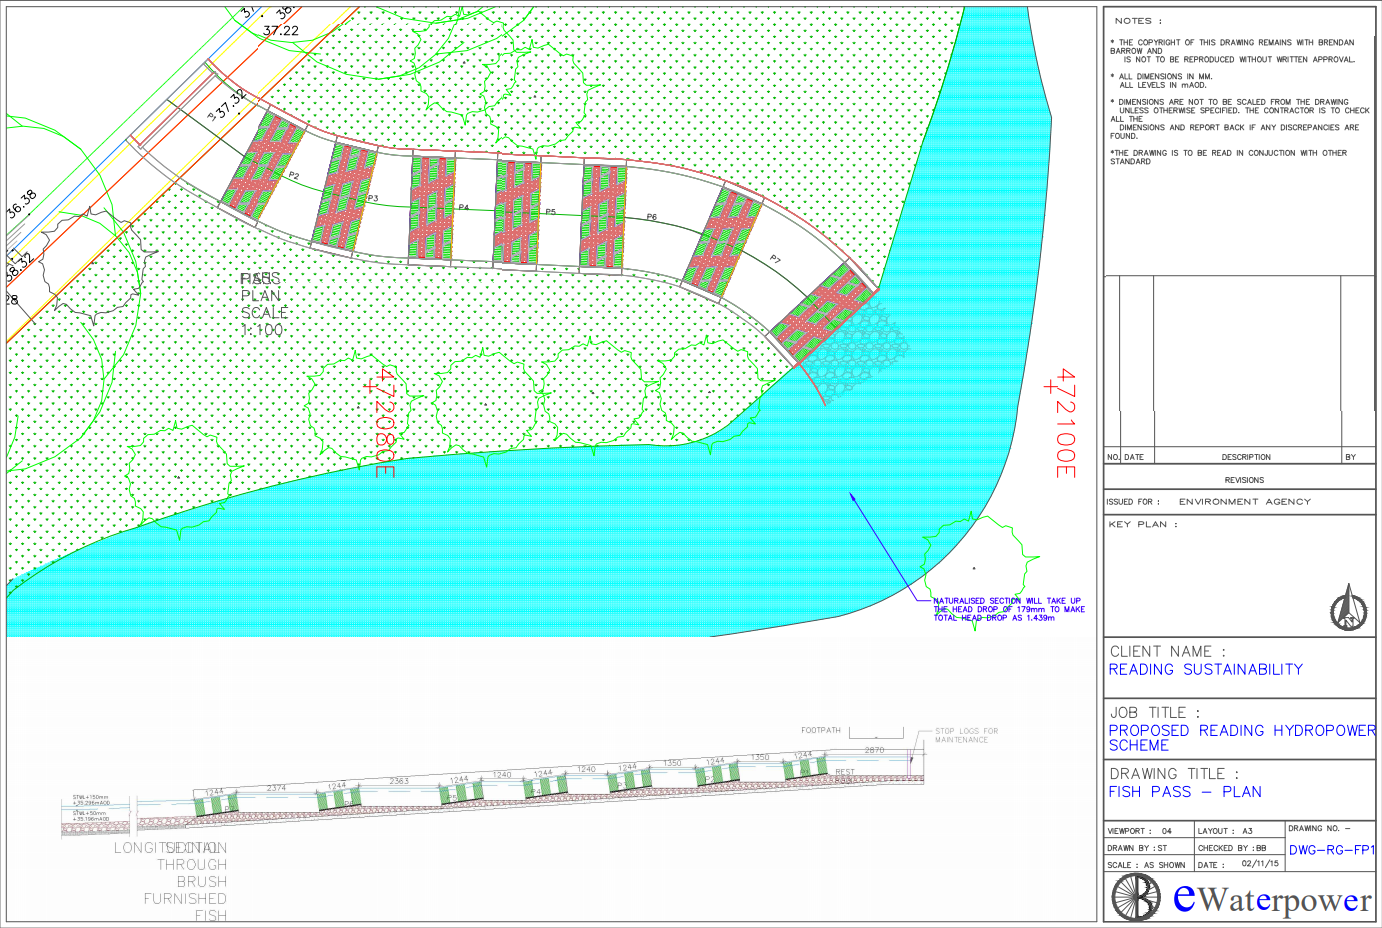 37.22
37.32
36.38
38.32
28
P2
P3
P4
P5
P6
P7
PASS
PLAN
SCALE
1:100
472080E
472100E
NATURALISED SECTION WILL TAKE UP
THE HEAD DROP OF 179mm TO MAKE
TOTAL HEAD DROP AS 1.439m
FOOTPATH
STOP LOGS FOR
MAINTENANCE
2870
1244
1350
1244
1350
1244
1240
1244
1240
1244
2363
1244
2374
1244
REST
STWL+150mm
+35.296mAOD
STWL+50mm
+35.196mAOD
LONGITUDINAL SECTION
THROUGH
BRUSH
FURNISHED
FISH
NOTES :
* THE COPYRIGHT OF THIS DRAWING REMAINS WITH BRENDAN
BARROW AND
IS NOT TO BE REPRODUCED WITHOUT WRITTEN APPROVAL.
* ALL DIMENSIONS IN MM.
ALL LEVELS IN mAOD.
* DIMENSIONS ARE NOT TO BE SCALED FROM THE DRAWING
UNLESS OTHERWISE SPECIFIED. THE CONTRACTOR IS TO CHECK
ALL THE
DIMENSIONS AND REPORT BACK IF ANY DISCREPANCIES ARE
FOUND.
*THE DRAWING IS TO BE READ IN CONJUCTION WITH OTHER
STANDARD
NO. DATE DESCRIPTION BY
REVISIONS
ISSUED FOR : ENVIRONMENT AGENCY
KEY PLAN :
N
CLIENT NAME :
READING SUSTAINABILITY
JOB TITLE :
PROPOSED READING HYDROPOWER
SCHEME
DRAWING TITLE :
FISH PASS – PLAN
VIEWPORT : 04 LAYOUT : A3 DRAWING NO. –
DRAWN BY :ST CHECKED BY :BB DWG–RG–FP1
SCALE : AS SHOWN DATE : 02/11/15
B eWaterpower